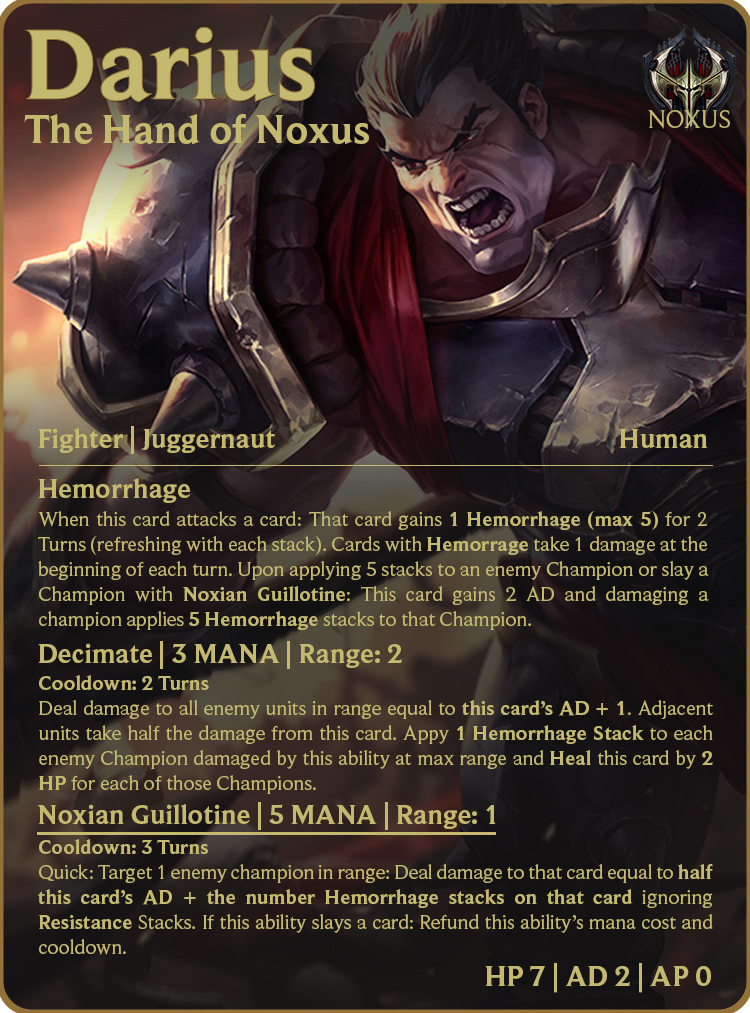 Darius
The Hand of Noxus
NOXUS
Fighter | Juggernaut
Human
Hemorrhage
When this card attacks a card: That card gains 1 Hemorrhage (max 5) for 2
Turns (refreshing with each stack). Cards with Hemorrage take 1 damage at the
beginning of each turn. Upon applying 5 stacks to an enemy Champion or slay a
Champion with Noxian Guillotine: This card gains 2 AD and damaging a
champion applies 5 Hemorrhage stacks to that Champion.
Decimate | 3 MANA | Range: 2
Cooldown: 2 Turns
Deal damage to all enemy units in range equal to this card's AD + 1. Adjacent
units take half the damage from this card. Appy 1 Hemorrhage Stack to each
enemy Champion damaged by this ability at max range and Heal this card by 2
HP for each of those Champions.
Noxian Guillotine | 5 MANA | Range: 1
Cooldown: 3 Turns
Quick: Target 1 enemy champion in range: Deal damage to that card equal to half
this card's AD + the number Hemorrhage stacks on that card ignoring
Resistance Stacks. If this ability slays a card: Refund this ability's mana cost and
cooldown.
HP 7 | AD 2 | AP 0